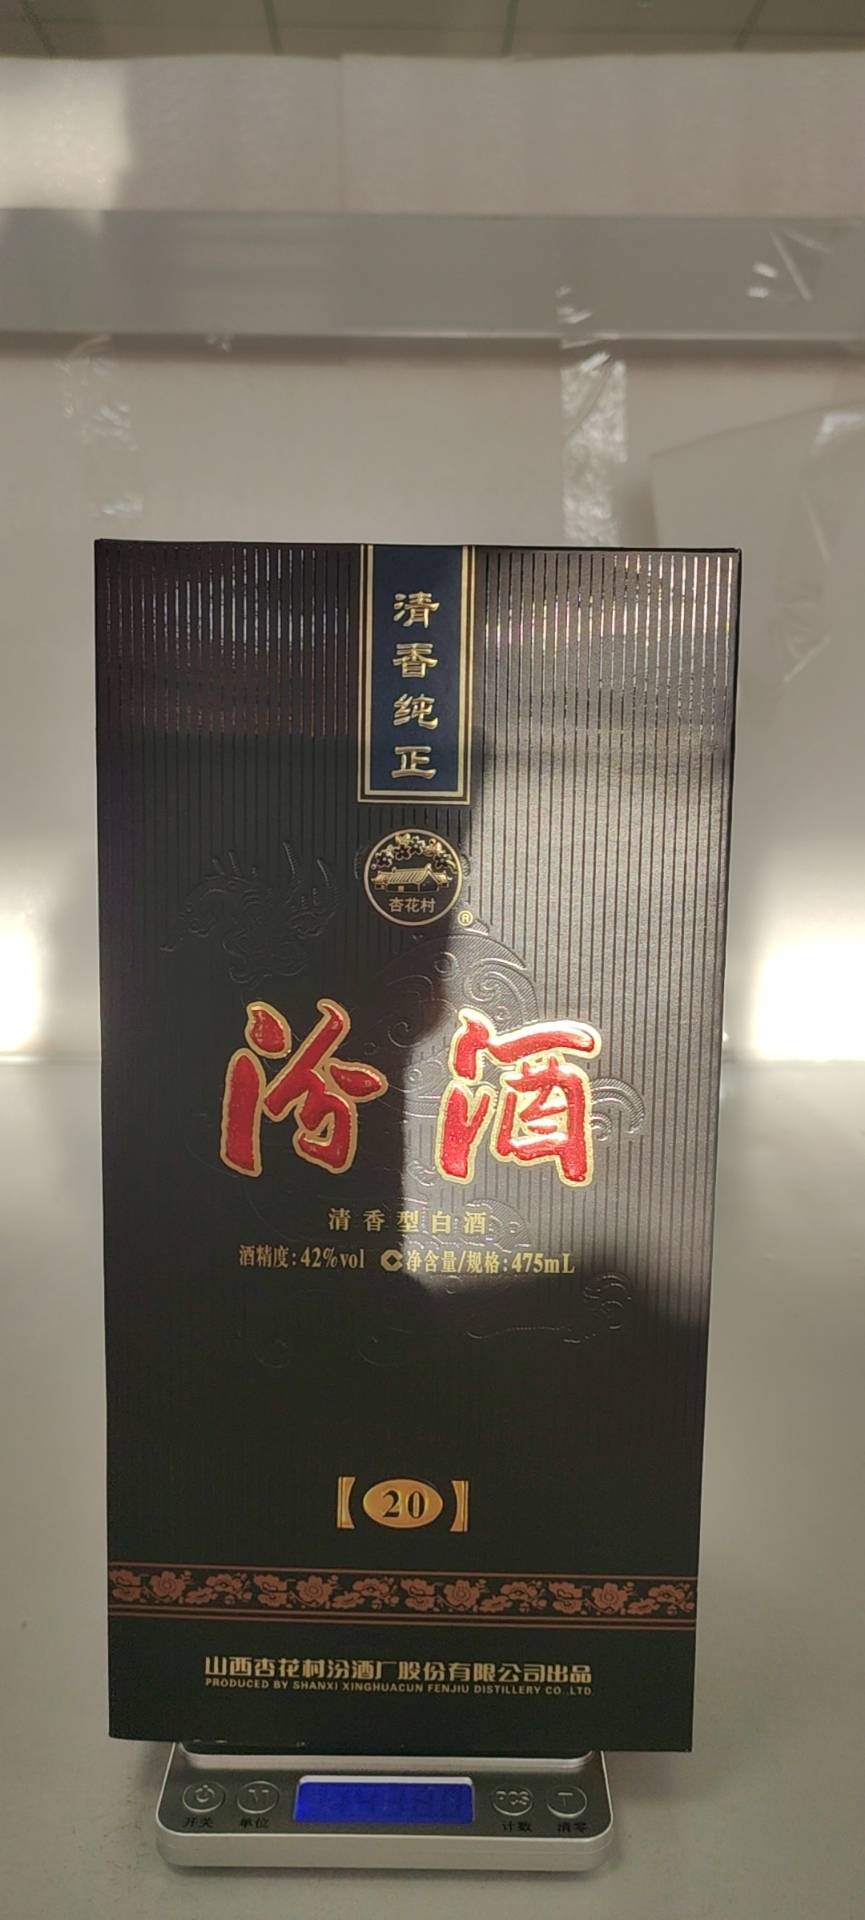 清香纯正
杏花村
®
汾酒
清香型白酒
酒精度:42%vol 净含量/规格:475mL
【20】
山西杏花村汾酒厂股份有限公司出品
PRODUCED BY SHANXI XINGHUACUN FENJIU DISTILLERY CO.,LTD.
M PCS T
开关 单位 计数 清零